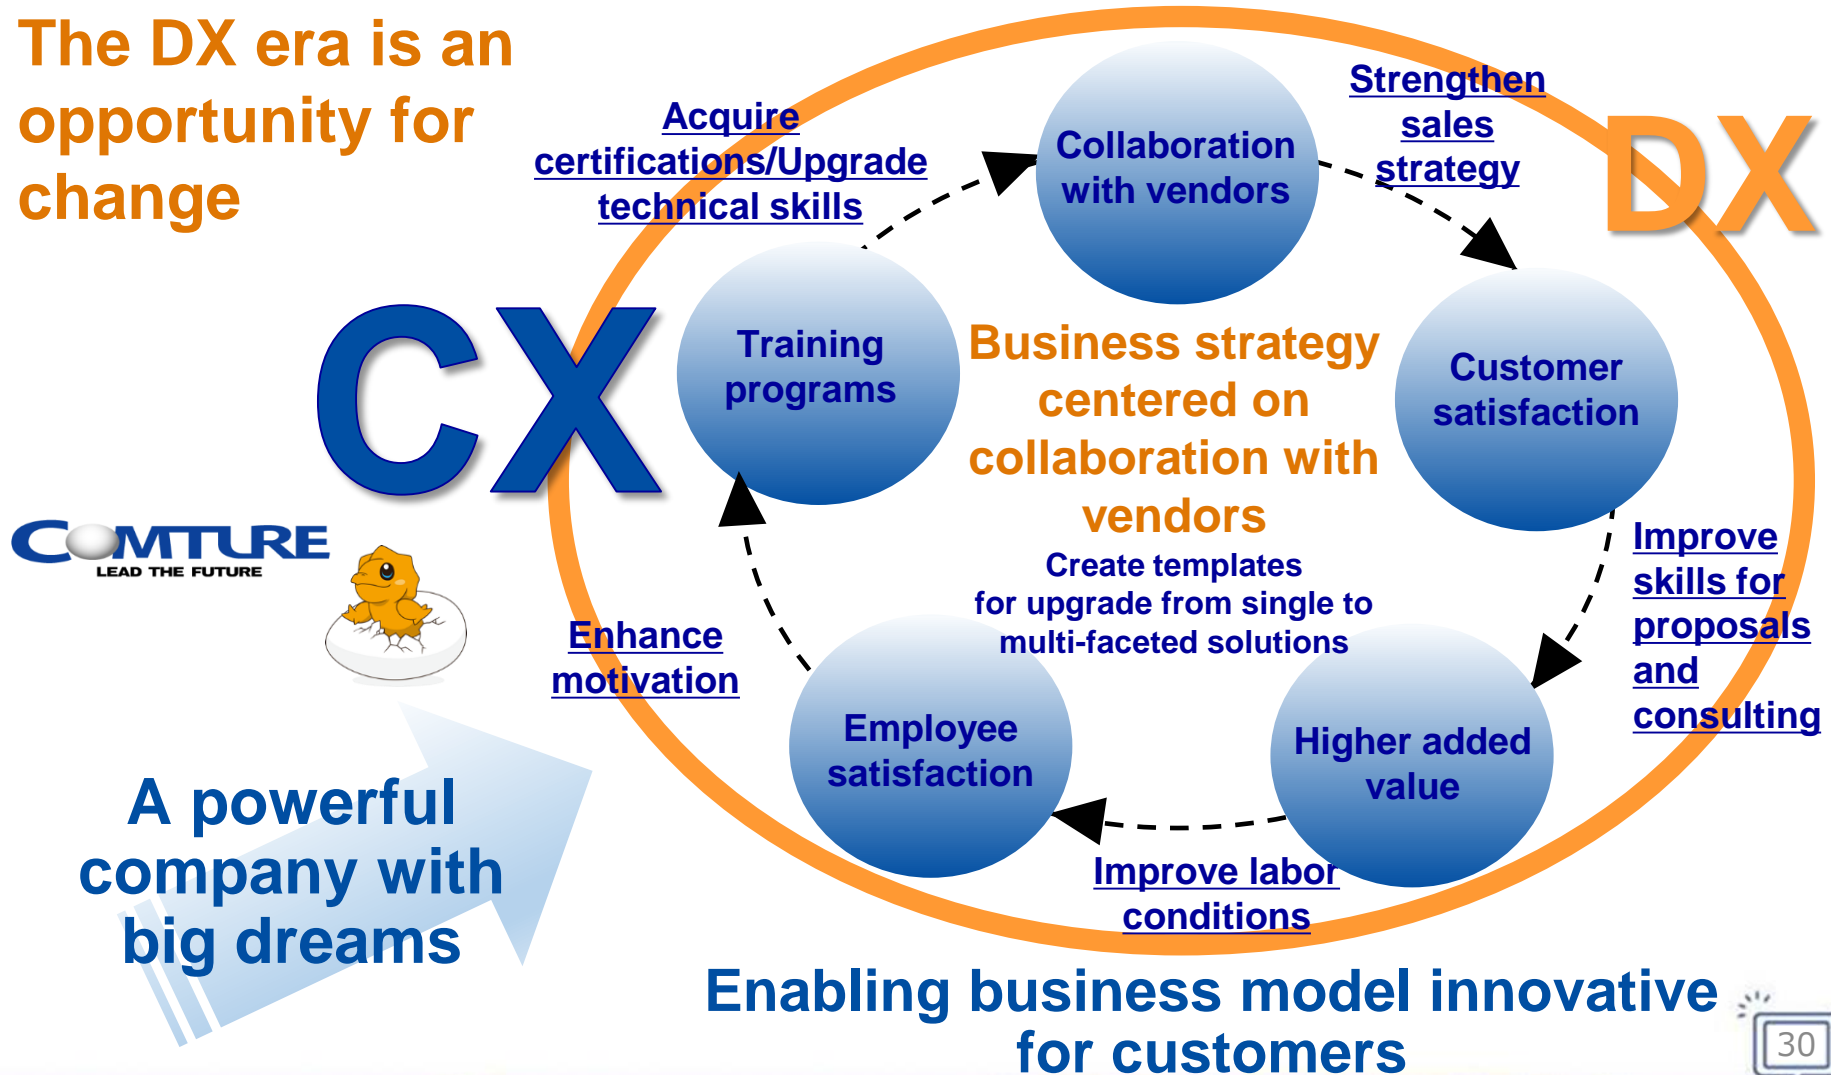 The DX era is an
opportunity for
change
Acquire
certifications/Upgrade
technical skills
Collaboration
with vendors
Strengthen
sales
strategy
DX
CX
Training
programs
Business strategy
centered on
collaboration with
vendors
Customer
satisfaction
COMTURE
LEAD THE FUTURE
Create templates
for upgrade from single to
multi-faceted solutions
Improve
skills for
proposals
and
consulting
Enhance
motivation
Employee
satisfaction
Higher added
value
A powerful
company with
big dreams
Improve labor
conditions
Enabling business model innovative
for customers
30